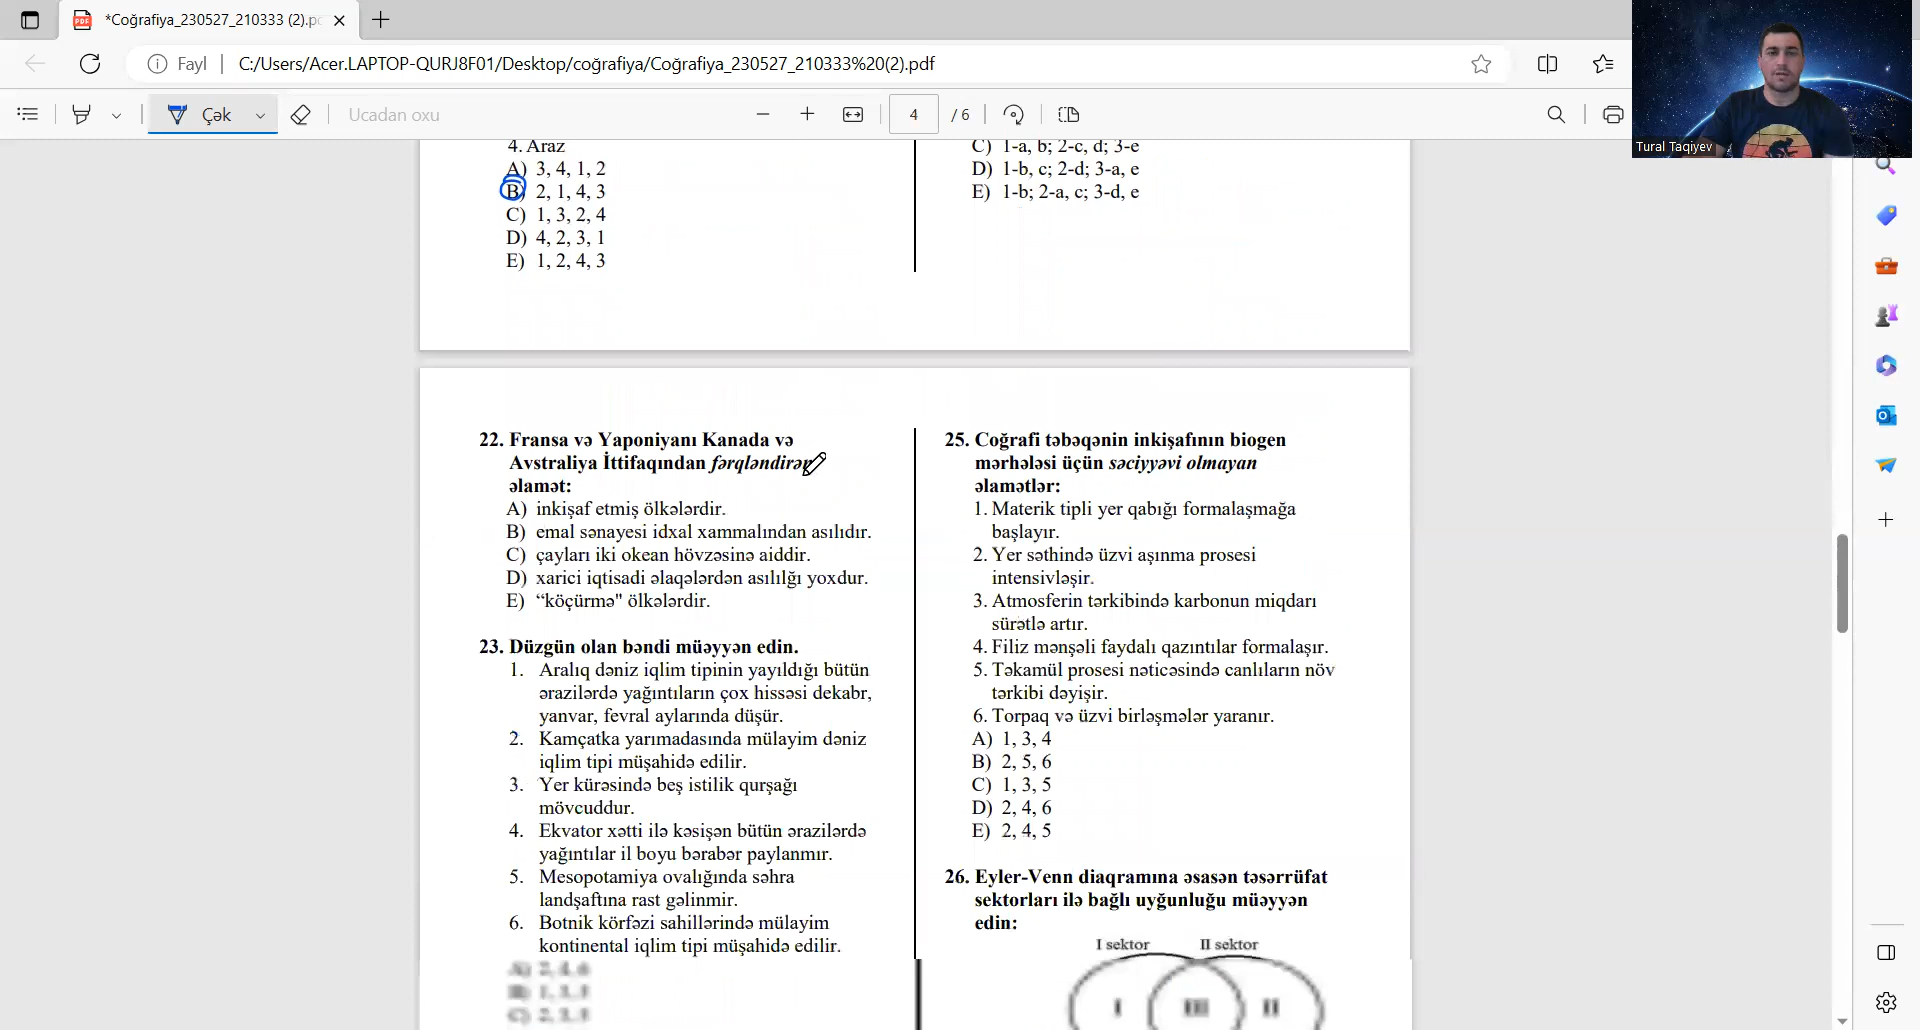 *Coğrafiya_230527_210333 (2).pd
Fayl
C:/Users/Acer.LAPTOP-QURJ8F01/Desktop/coğrafiya/Coğrafiya_230527_210333%20(2).pdf
Çək
Ucadan oxu
4 / 6
Tural Taqiyev
4. Araz
A) 3, 4, 1, 2
B) 2, 1, 4, 3
C) 1, 3, 2, 4
D) 4, 2, 3, 1
E) 1, 2, 4, 3
C) 1-a, b; 2-c, d; 3-e
D) 1-b, c; 2-d; 3-a, e
E) 1-b; 2-a, c; 3-d, e
22. Fransa və Yaponiyanı Kanada və
Avstraliya İttifaqından fərqləndirən
əlamət:
A) inkişaf etmiş ölkələrdir.
B) emal sənayesi idxal xammalından asılıdır.
C) çayları iki okean hövzəsinə aiddir.
D) xarici iqtisadi əlaqələrdən asılılğı yoxdur.
E) “köçürmə" ölkələrdir.
23. Düzgün olan bəndi müəyyən edin.
1. Aralıq dəniz iqlim tipinin yayıldığı bütün
ərazilərdə yağıntıların çox hissəsi dekabr,
yanvar, fevral aylarında düşür.
2. Kamçatka yarımadasında mülayim dəniz
iqlim tipi müşahidə edilir.
3. Yer kürəsində beş istilik qurşağı
mövcuddur.
4. Ekvator xətti ilə kəsişən bütün ərazilərdə
yağıntılar il boyu bərabər paylanmır.
5. Mesopotamiya ovalığında səhra
landşaftına rast gəlinmir.
6. Botnik körfəzi sahillərində mülayim
kontinental iqlim tipi müşahidə edilir.
25. Coğrafi təbəqənin inkişafının biogen
mərhələsi üçün səciyyəvi olmayan
əlamətlər:
1. Materik tipli yer qabığı formalaşmağa
başlayır.
2. Yer səthində üzvi aşınma prosesi
intensivləşir.
3. Atmosferin tərkibində karbonun miqdarı
sürətlə artır.
4. Filiz mənşəli faydalı qazıntılar formalaşır.
5. Təkamül prosesi nəticəsində canlıların növ
tərkibi dəyişir.
6. Torpaq və üzvi birləşmələr yaranır.
A) 1, 3, 4
B) 2, 5, 6
C) 1, 3, 5
D) 2, 4, 6
E) 2, 4, 5
26. Eyler-Venn diaqramına əsasən təsərrüfat
sektorları ilə bağlı uyğunluğu müəyyən
edin:
I sektor II sektor
I III II